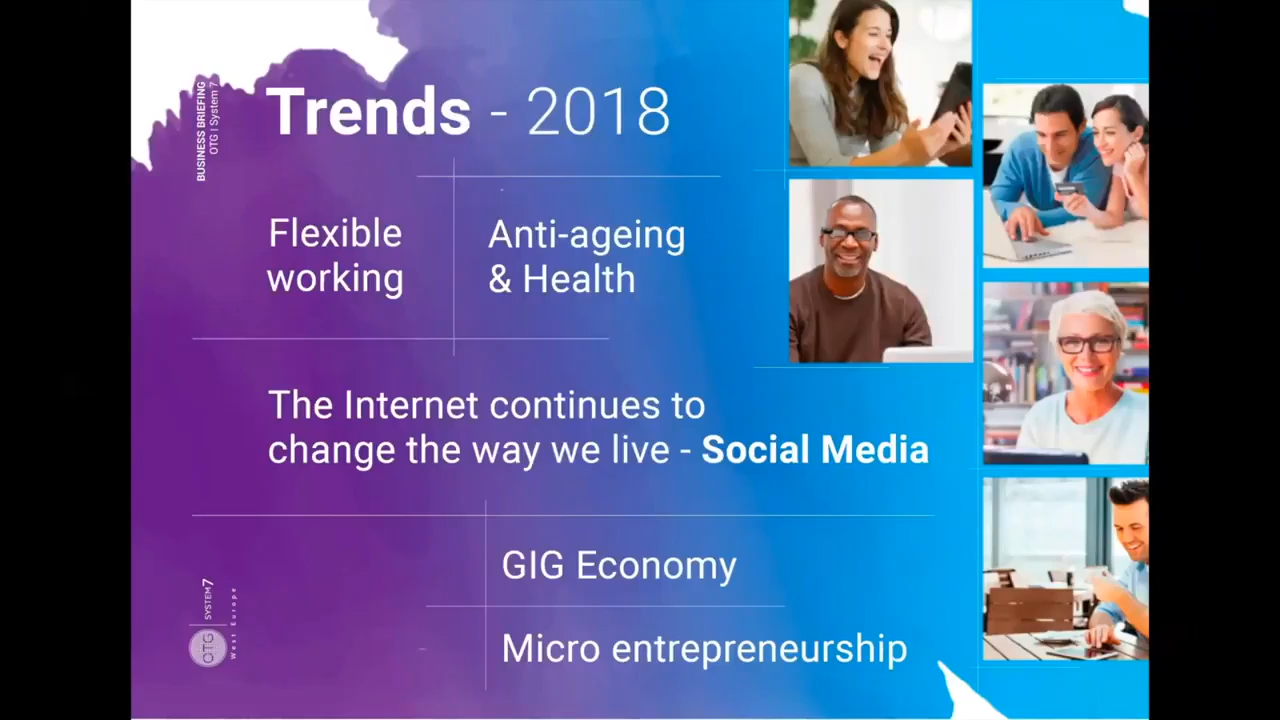 BUSINESS BRIEFING
OTG | System 7
Trends - 2018
Flexible
working
Anti-ageing
& Health
The Internet continues to
change the way we live - Social Media
GIG Economy
Micro entrepreneurship
OTG
SYSTEM7
West Europe